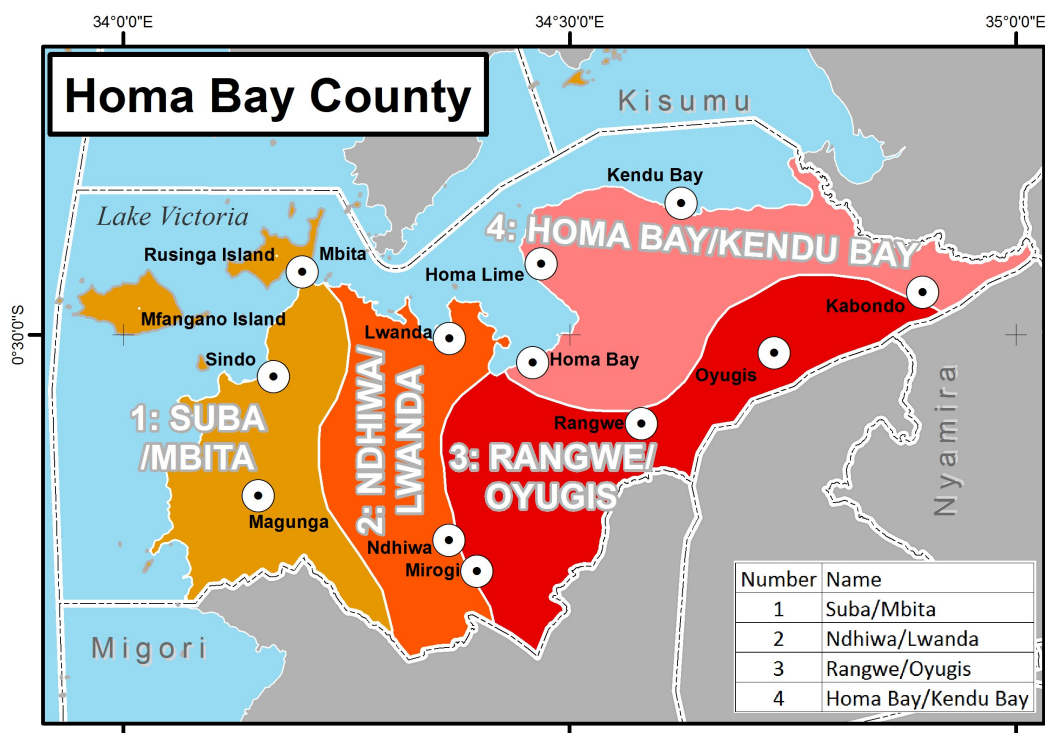 34°0'0"E
34°30'0"E
35°0'0"E
Homa Bay County
Kisumu
Kendu Bay
Lake Victoria
4: HOMA BAY/KENDU BAY
Rusinga Island
Mbita
Homa Lime
Kabondo
Mfangano Island
0°30'0"S
Lwanda
Sindo
Homa Bay
Oyugis
1: SUBA
/MBITA
2: NDHIWA/
LWANDA
Rangwe
3: RANGWE/
OYUGIS
Nyamira
Magunga
Ndhiwa
Mirogi
Migori
Number Name
1 Suba/Mbita
2 Ndhiwa/Lwanda
3 Rangwe/Oyugis
4 Homa Bay/Kendu Bay